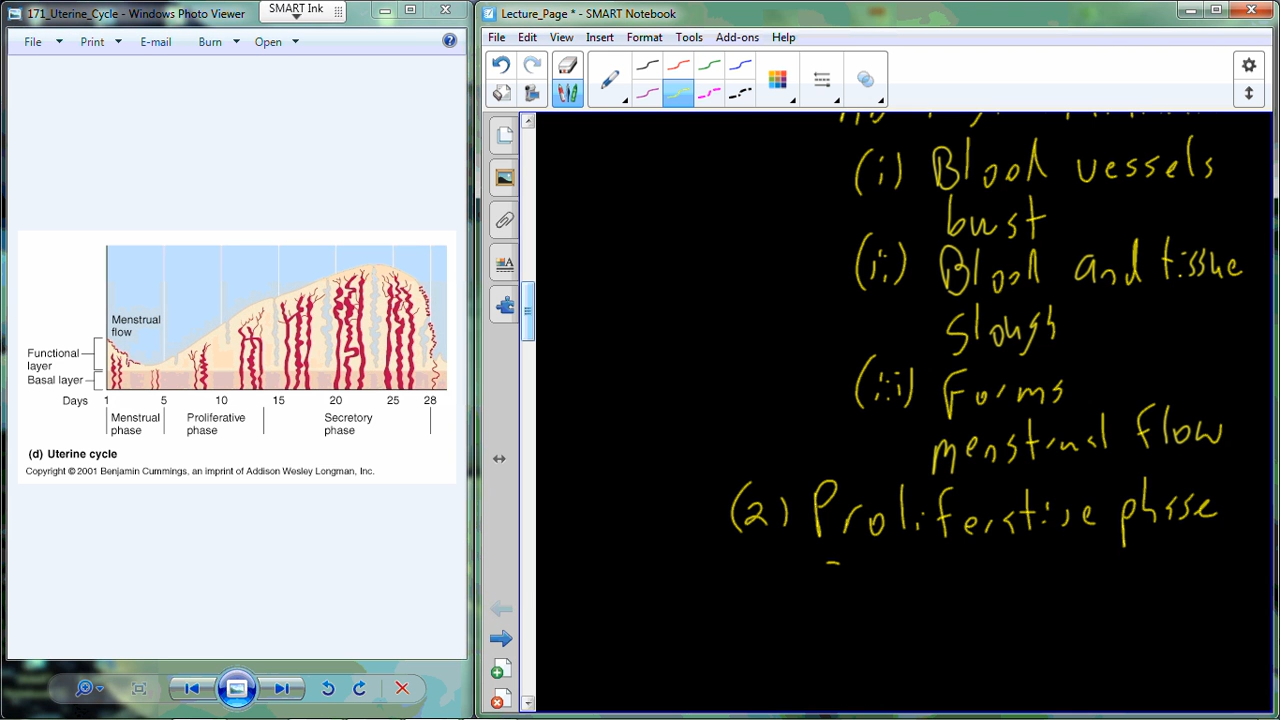 171_Uterine_Cycle - Windows Photo Viewer
SMART Ink
File Print E-mail Burn Open
Menstrual
flow
Functional
layer
Basal layer
Days 1 5 10 15 20 25 28
Menstrual
phase
Proliferative
phase
Secretory
phase
(d) Uterine cycle
Copyright © 2001 Benjamin Cummings, an imprint of Addison Wesley Longman, Inc.
Lecture_Page * - SMART Notebook
File Edit View Insert Format Tools Add-ons Help
(i) Blood vessels
burst
(ii) Blood and tissue
slough
(iii) Forms
menstrual flow
(2) Proliferative phase